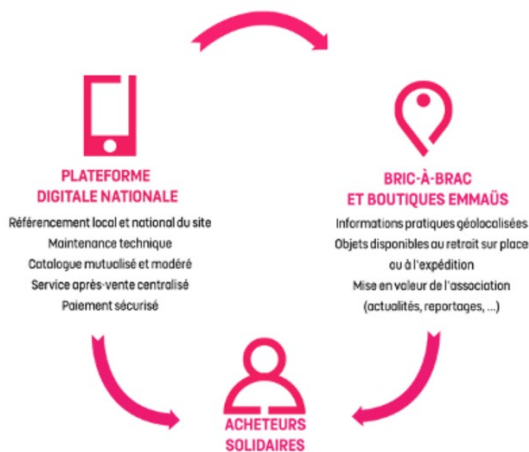 PLATEFORME
DIGITALE NATIONALE
Référencement local et national du site
Maintenance technique
Catalogue mutualisé et modéré
Service après-vente centralisé
Paiement sécurisé
BRIC-À-BRAC
ET BOUTIQUES EMMAÜS
Informations pratiques géolocalisées
Objets disponibles au retrait sur place
ou à l'expédition
Mise en valeur de l'association
(actualités, reportages, ...)
ACHETEURS
SOLIDAIRES